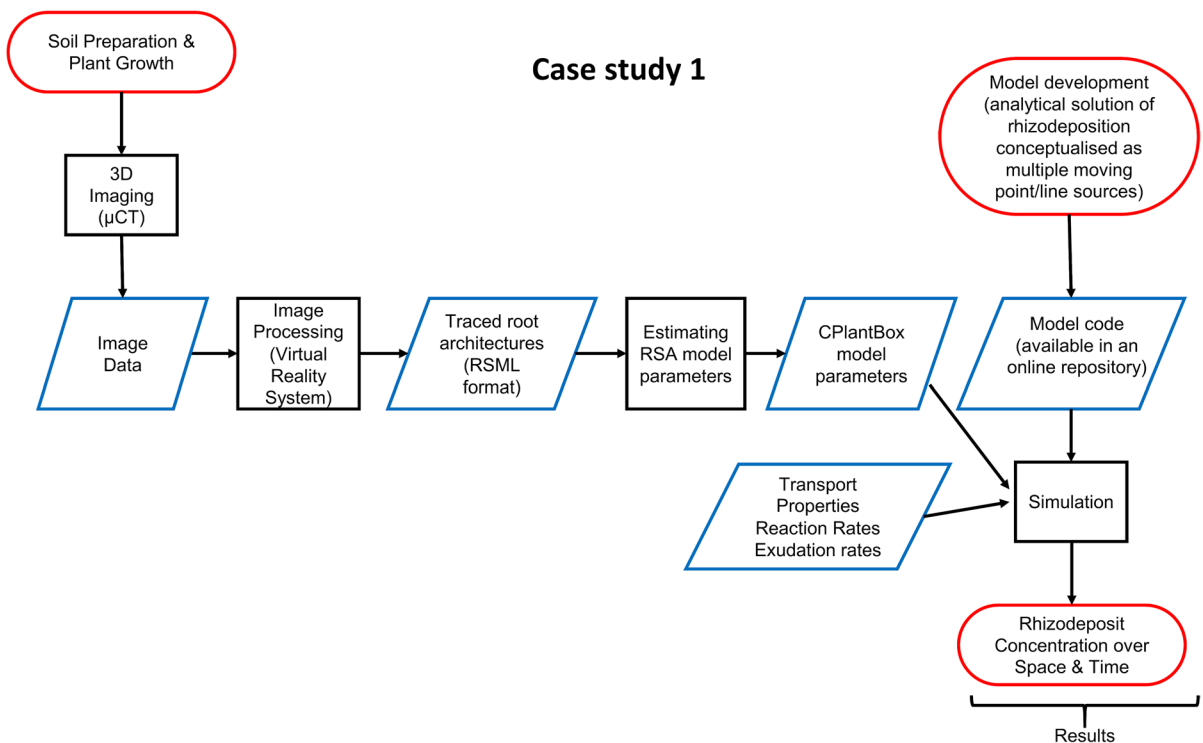 Case study 1
Soil Preparation &
Plant Growth
3D
Imaging
(µCT)
Image
Data
Image
Processing
(Virtual
Reality
System)
Traced root
architectures
(RSML
format)
Estimating
RSA model
parameters
CPlantBox
model
parameters
Model development
(analytical solution of
rhizodeposition
conceptualised as
multiple moving
point/line sources)
Model code
(available in an
online repository)
Transport
Properties
Reaction Rates
Exudation rates
Simulation
Rhizodeposit
Concentration over
Space & Time
Results